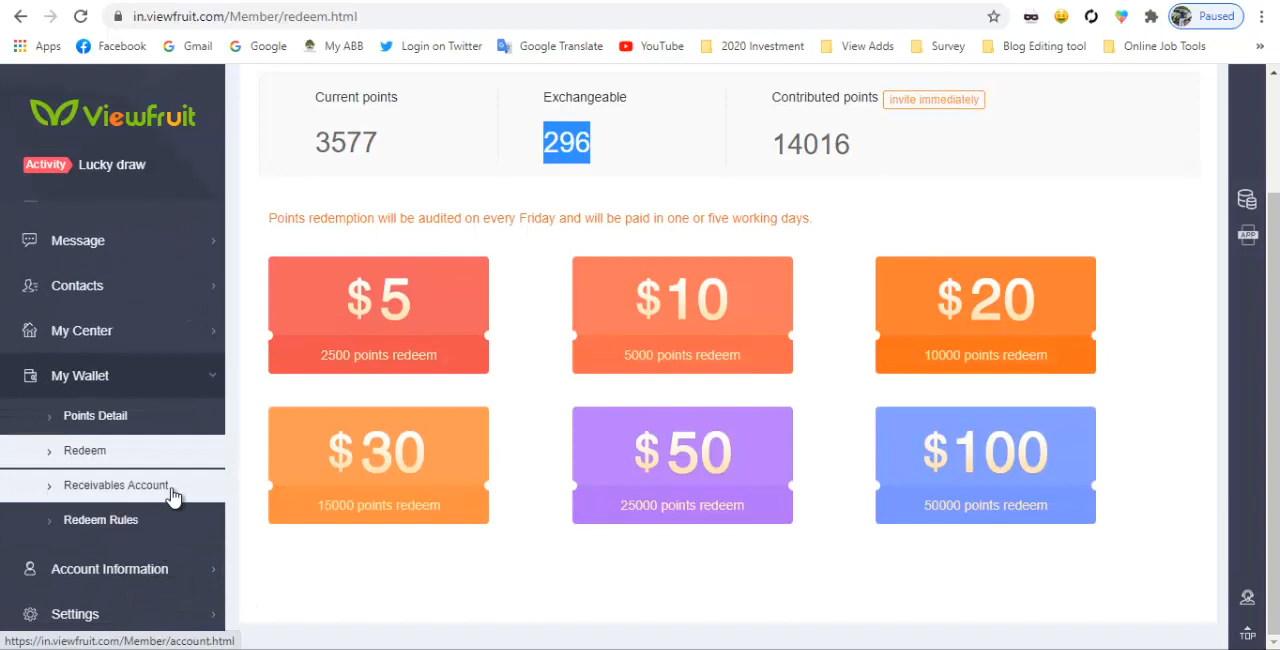 in.viewfruit.com/Member/redeem.html
Paused
Apps
Facebook
Gmail
Google
My ABB
Login on Twitter
Google Translate
YouTube
2020 Investment
View Adds
Survey
Blog Editing tool
Online Job Tools
»
Viewfruit
Activity Lucky draw
Message
Contacts
My Center
My Wallet
Points Detail
Redeem
Receivables Account
Redeem Rules
Account Information
Settings
Current points
3577
Exchangeable
296
Contributed points invite immediately
14016
Points redemption will be audited on every Friday and will be paid in one or five working days.
$5
2500 points redeem
$10
5000 points redeem
$20
10000 points redeem
$30
15000 points redeem
$50
25000 points redeem
$100
50000 points redeem
APP
TOP
https://in.viewfruit.com/Member/account.html